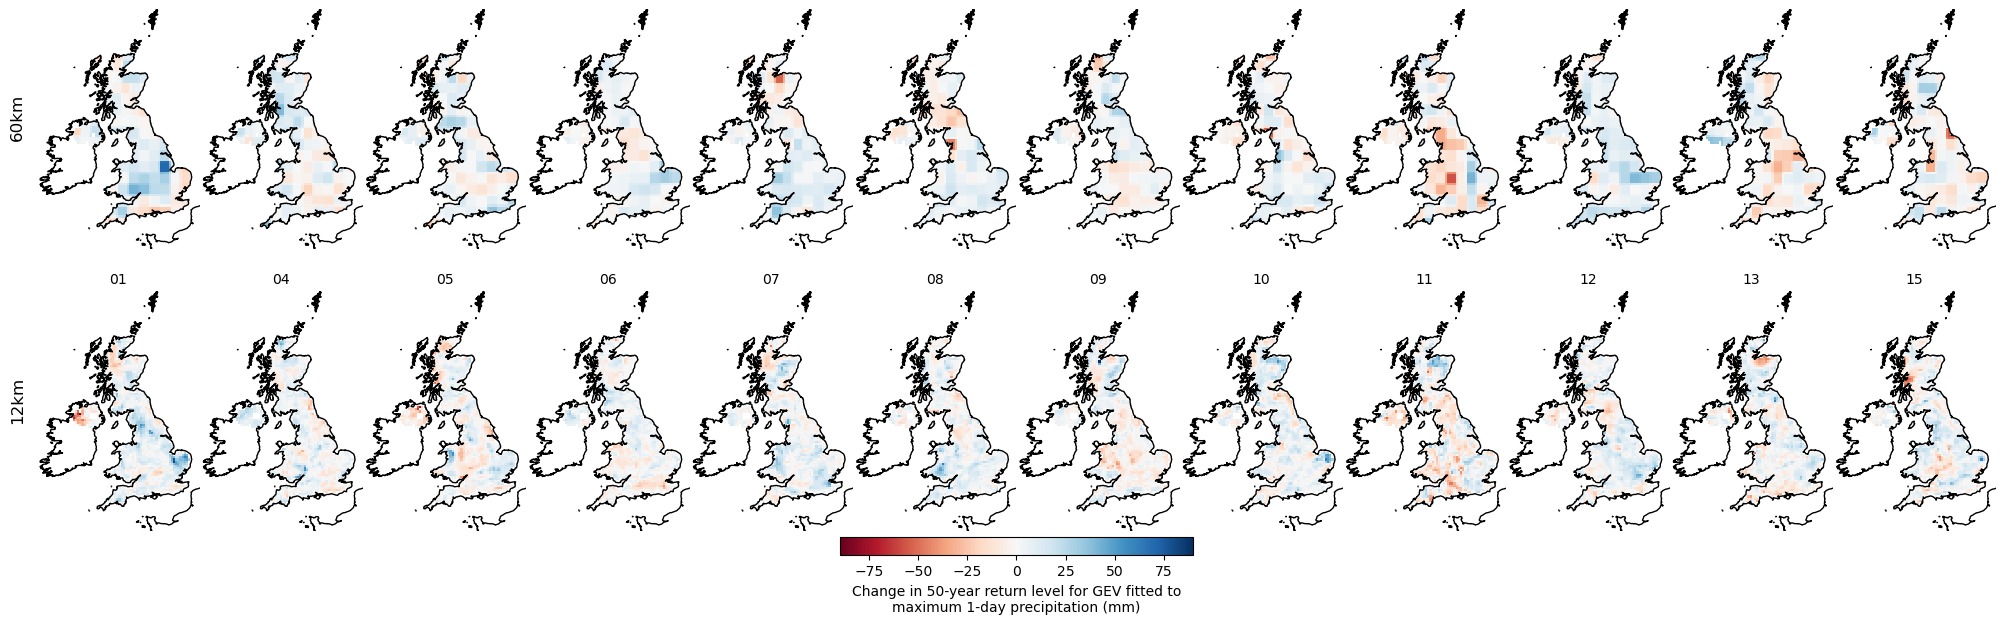 60km
01 04 05 06 07 08 09 10 11 12 13 15
12km
−75 −50 −25 0 25 50 75
Change in 50-year return level for GEV fitted to
maximum 1-day precipitation (mm)